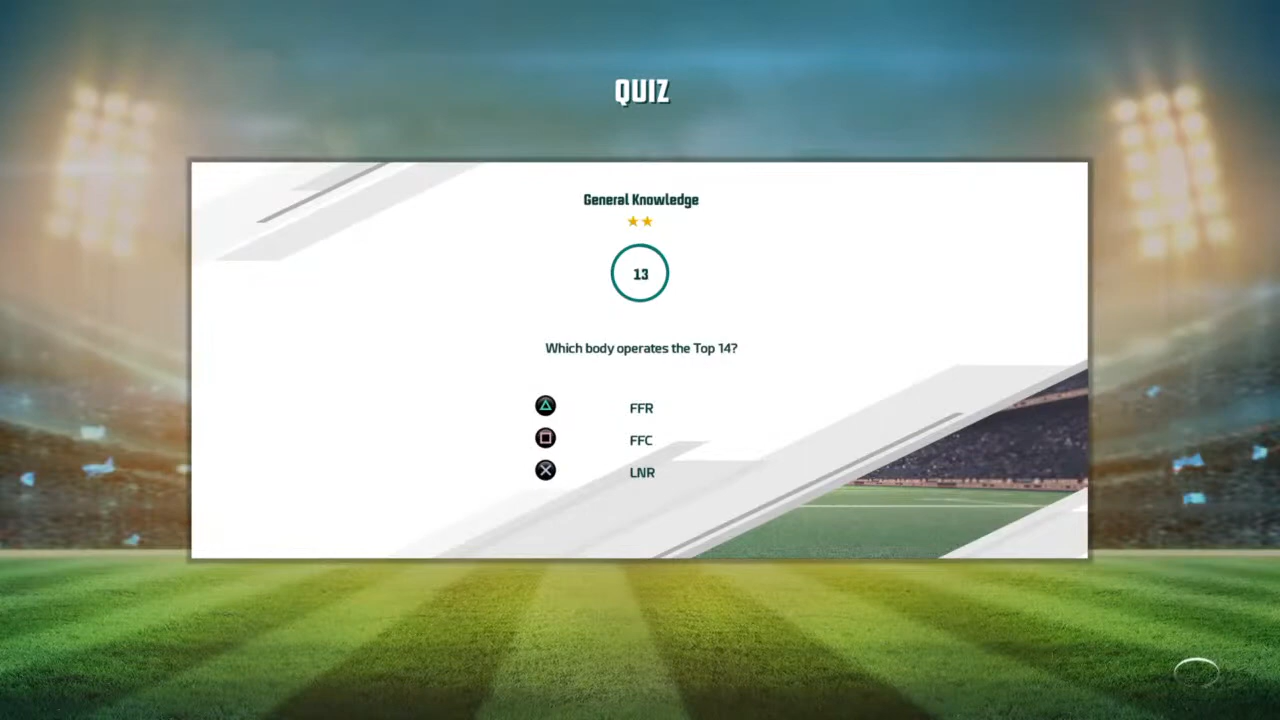 QUIZ
General Knowledge
13
Which body operates the Top 14?
FFR
FFC
LNR